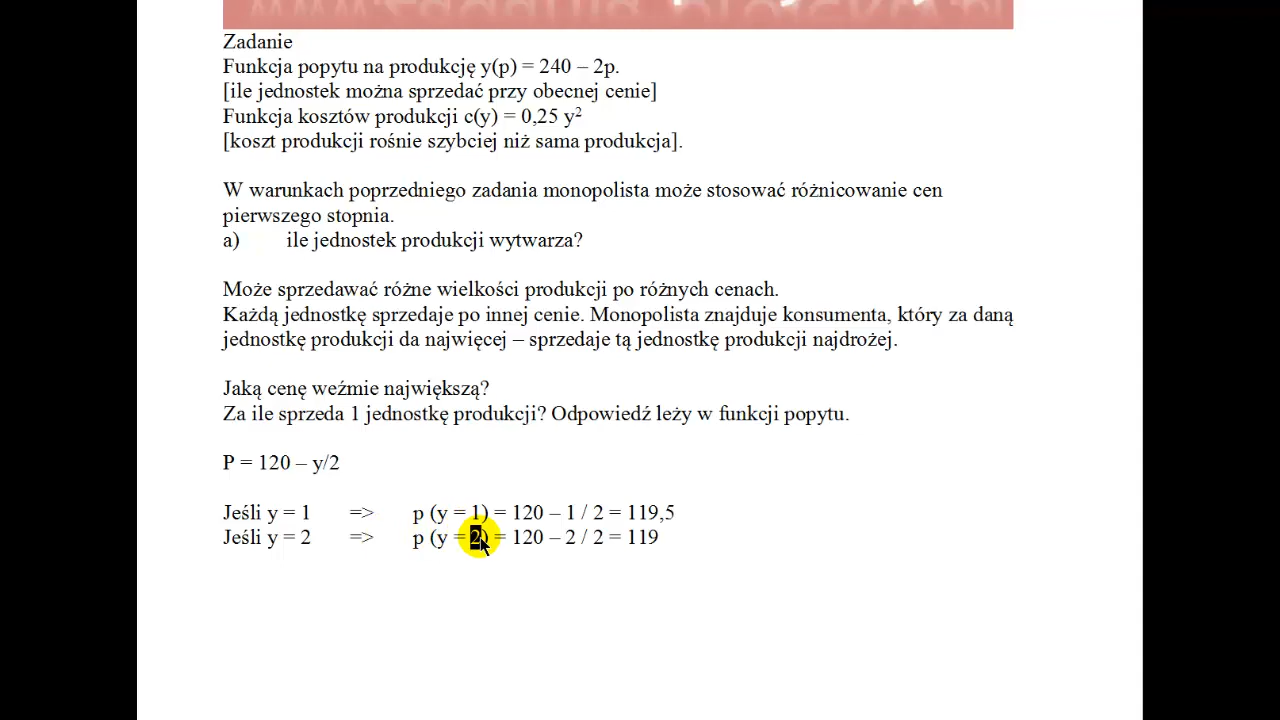 Zadanie
Funkcja popytu na produkcję y(p) = 240 – 2p.
[ile jednostek można sprzedać przy obecnej cenie]
Funkcja kosztów produkcji c(y) = 0,25 y²
[koszt produkcji rośnie szybciej niż sama produkcja].
W warunkach poprzedniego zadania monopolista może stosować różnicowanie cen
pierwszego stopnia.
a) ile jednostek produkcji wytwarza?
Może sprzedawać różne wielkości produkcji po różnych cenach.
Każdą jednostkę sprzedaje po innej cenie. Monopolista znajduje konsumenta, który za daną
jednostkę produkcji da najwięcej – sprzedaje tą jednostkę produkcji najdrożej.
Jaką cenę weźmie największą?
Za ile sprzeda 1 jednostkę produkcji? Odpowiedź leży w funkcji popytu.
P = 120 – y/2
Jeśli y = 1 => p (y = 1) = 120 – 1 / 2 = 119,5
Jeśli y = 2 => p (y = 2) = 120 – 2 / 2 = 119